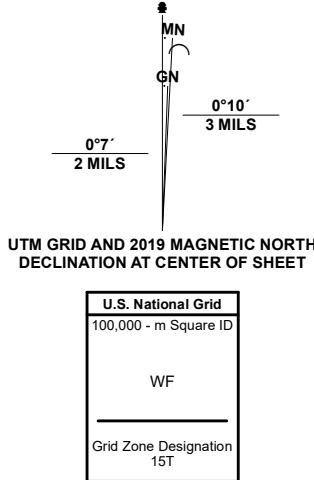 MN
GN
0°10´
3 MILS
0°7´
2 MILS
UTM GRID AND 2019 MAGNETIC NORTH
DECLINATION AT CENTER OF SHEET
U.S. National Grid
100,000 - m Square ID
WF
Grid Zone Designation
15T